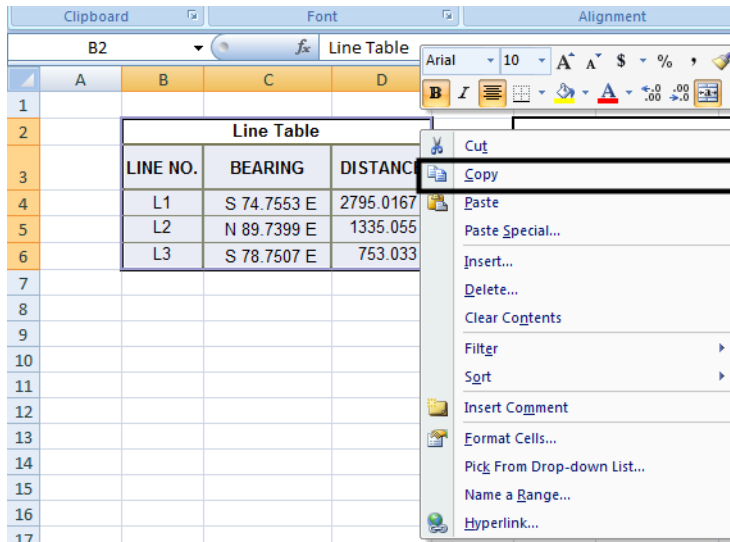 Clipboard Font Alignment
B2 fx Line Table
Arial 10 A A $ % ,
B I A .00 .00 a
A B C D
1
2 Line Table
3 LINE NO. BEARING DISTANC
4 L1 S 74.7553 E 2795.0167
5 L2 N 89.7399 E 1335.055
6 L3 S 78.7507 E 753.033
7
8
9
10
11
12
13
14
15
16
17
Cut
Copy
Paste
Paste Special...
Insert...
Delete...
Clear Contents
Filter
Sort
Insert Comment
Format Cells...
Pick From Drop-down List...
Name a Range...
Hyperlink...